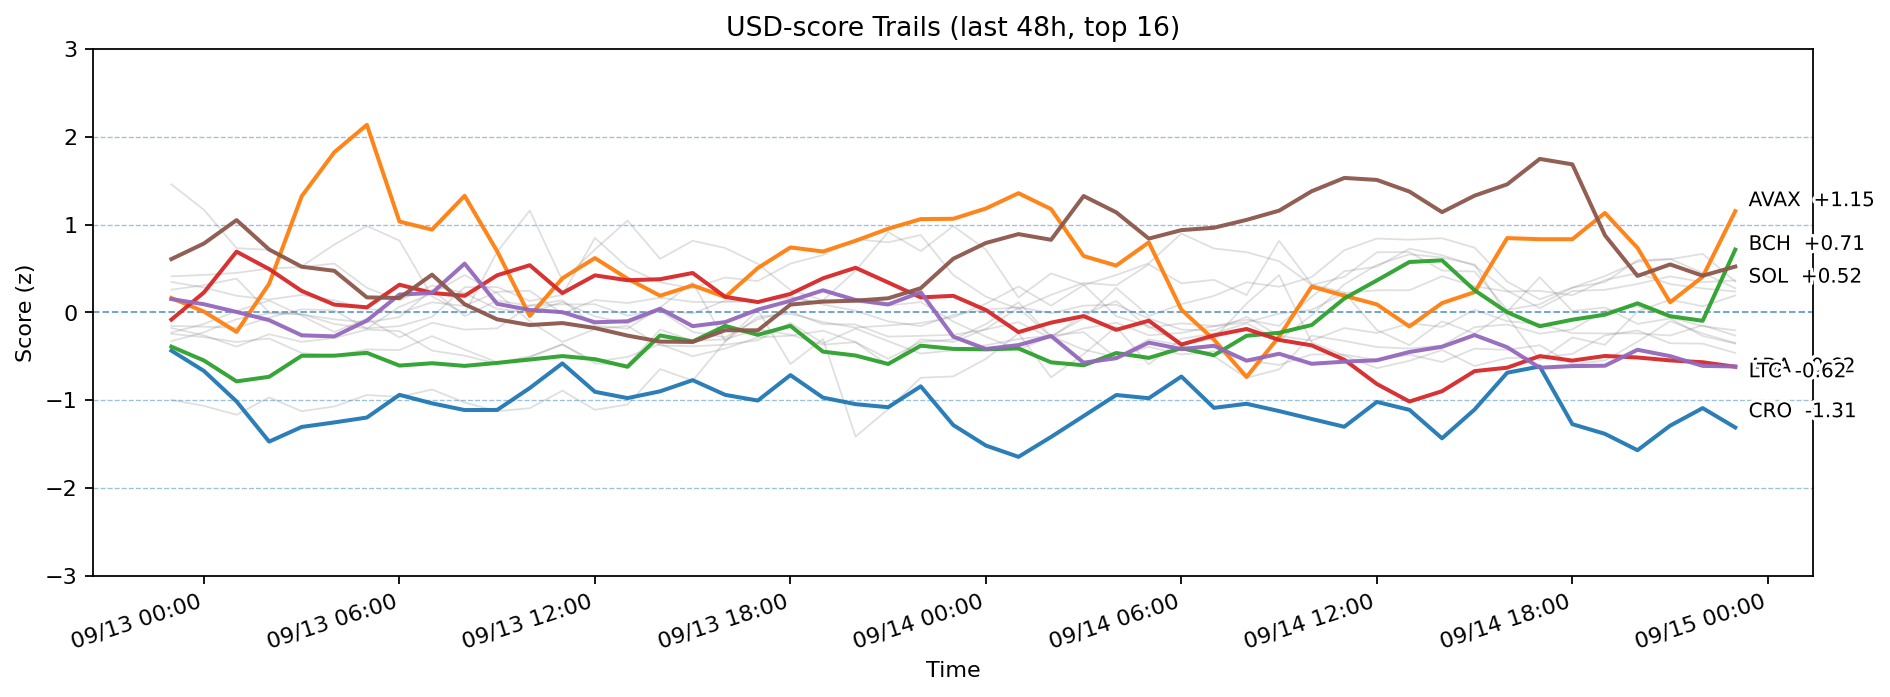 USD-score Trails (last 48h, top 16)
Score (z)
3
2
1
0
−1
−2
−3
AVAX +1.15
BCH +0.71
SOL +0.52
LTC -0.62
CRO -1.31
09/13 00:00
09/13 06:00
09/13 12:00
09/13 18:00
09/14 00:00
09/14 06:00
09/14 12:00
09/14 18:00
09/15 00:00
Time